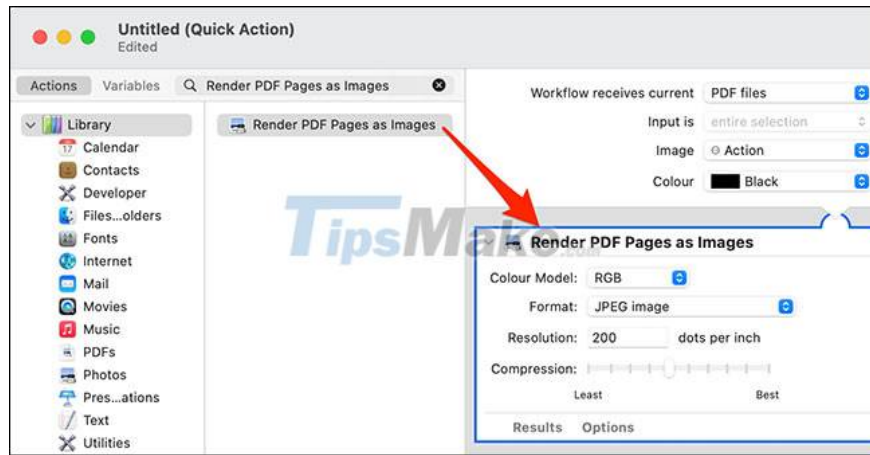 Untitled (Quick Action)
Edited
Actions Variables Render PDF Pages as Images
Library
17 Calendar
Contacts
Developer
Files...olders
Fonts
Internet
Mail
Movies
Music
PDFs
Photos
Pres...ations
Text
Utilities
Render PDF Pages as Images
Workflow receives current PDF files
Input is entire selection
Image Action
Colour Black
TipsMake.com
Render PDF Pages as Images
Colour Model: RGB
Format: JPEG image
Resolution: 200 dots per inch
Compression:
Least Best
Results Options